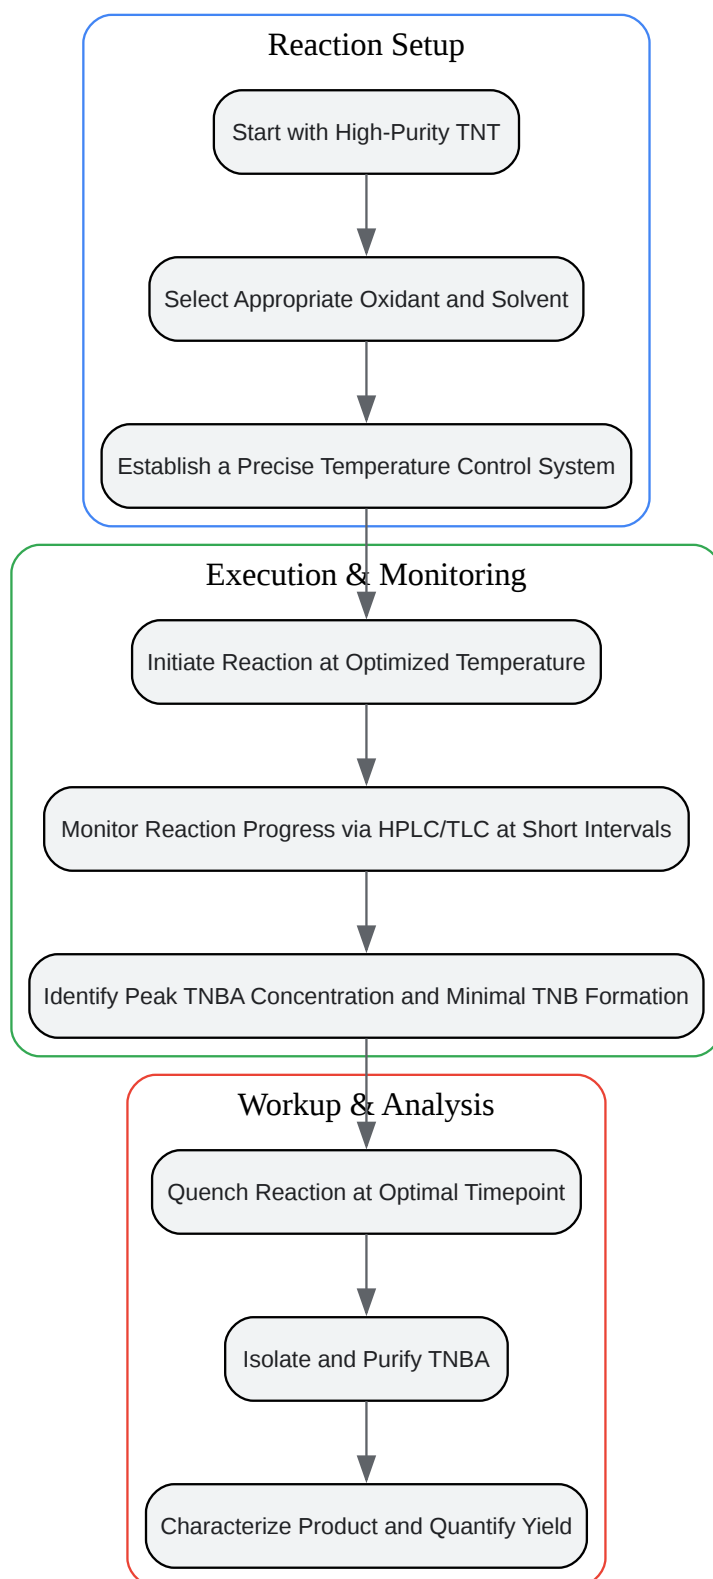 Reaction Setup
Start with High-Purity TNT
Select Appropriate Oxidant and Solvent
Establish a Precise Temperature Control System
Execution & Monitoring
Initiate Reaction at Optimized Temperature
Monitor Reaction Progress via HPLC/TLC at Short Intervals
Identify Peak TNBA Concentration and Minimal TNB Formation
Workup & Analysis
Quench Reaction at Optimal Timepoint
Isolate and Purify TNBA
Characterize Product and Quantify Yield